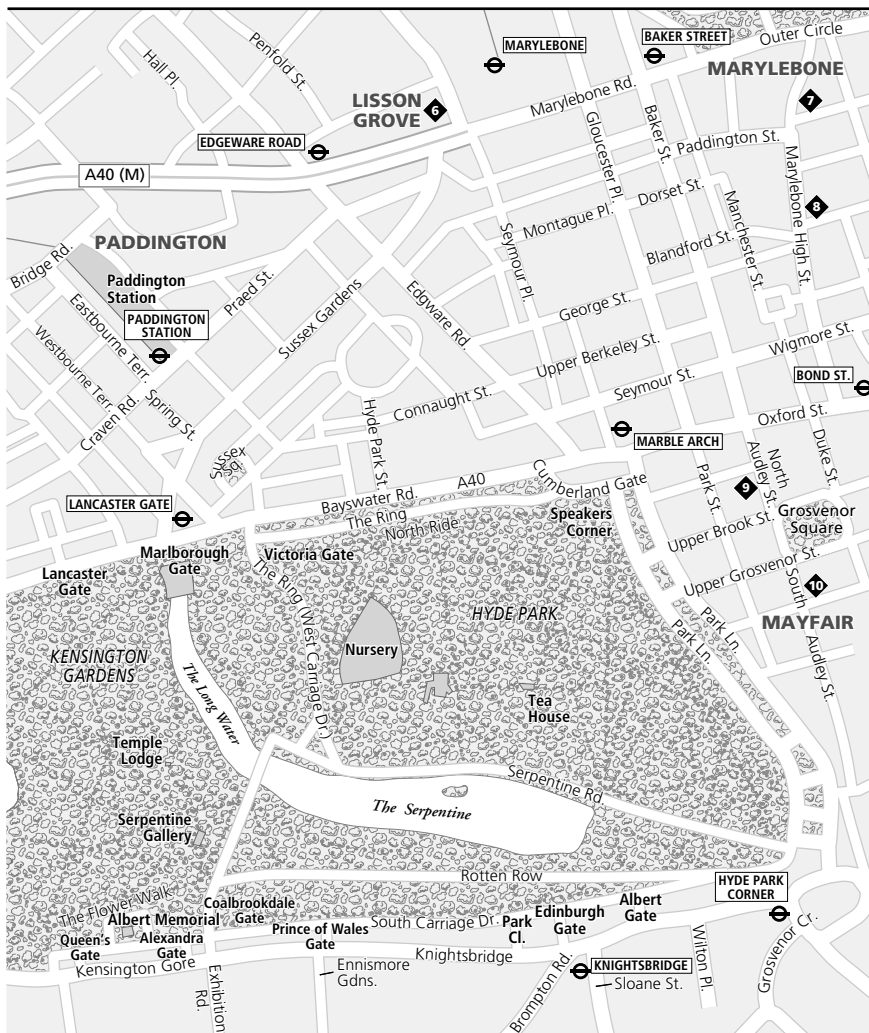 Hall Pl.
Penfold St.
MARYLEBONE
BAKER STREET
Outer Circle
MARYLEBONE
LISSON
GROVE
6
7
Marylebone Rd.
EDGEWARE ROAD
A40 (M)
Gloucester Pl.
Baker St.
Paddington St.
Marylebone High St.
8
Dorset St.
Montague Pl.
Manchester St.
Blandford St.
Seymour Pl.
PADDINGTON
Bridge Rd.
Paddington
Station
PADDINGTON
STATION
Praed St.
Sussex Gardens
Edgware Rd.
George St.
Eastbourne Terr.
Westbourne Terr.
Upper Berkeley St.
Wigmore St.
Seymour St.
BOND ST.
Craven Rd.
Spring St.
Connaught St.
Hyde Park St.
Oxford St.
MARBLE ARCH
Sussex
Sq.
North
Audley St.
Duke St.
Park St.
9
LANCASTER GATE
Bayswater Rd.
A40
Cumberland Gate
The Ring
North Ride
Speakers
Corner
Grosvenor
Square
Upper Brook St.
Marlborough
Gate
Victoria Gate
Lancaster
Gate
Upper Grosvenor St.
10
MAYFAIR
South Audley St.
Park Ln.
Park Ln.
The Ring (West Carriage Dr.)
HYDE PARK
KENSINGTON
GARDENS
Nursery
The Long Water
Tea
House
Temple
Lodge
Serpentine Rd.
The Serpentine
Serpentine
Gallery
Rotten Row
HYDE PARK
CORNER
The Flower Walk
Coalbrookdale
Gate
Albert Memorial
South Carriage Dr.
Edinburgh
Gate
Albert
Gate
Park
Cl.
Queen's
Gate
Alexandra
Gate
Prince of Wales
Gate
Knightsbridge
Kensington Gore
Exhibition
Rd.
Ennismore
Gdns.
Brompton Rd.
KNIGHTSBRIDGE
Sloane St.
Wilton Pl.
Grosvenor Cr.